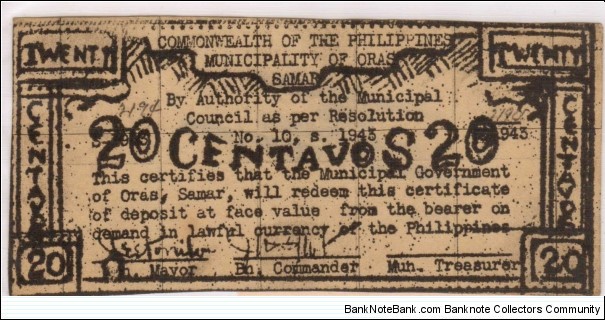 COMMONWEALTH OF THE PHILIPPINES
TWENTY TWENTY
MUNICIPALITY OF ORAS
SAMAR
By Authority of the Municipal
Council as per Resolution
No. 10, s. 1943
20 CENTAVOS 20
CENTAVOS CENTAVOS
This certifies that the Municipal Government
of Oras, Samar, will redeem this certificate
of deposit at face value from the bearer on
demand in lawful currency of the Philippines
Mayor Bn. Commander Mun. Treasurer
20 20
BankNoteBank.com - Banknote Collectors Community